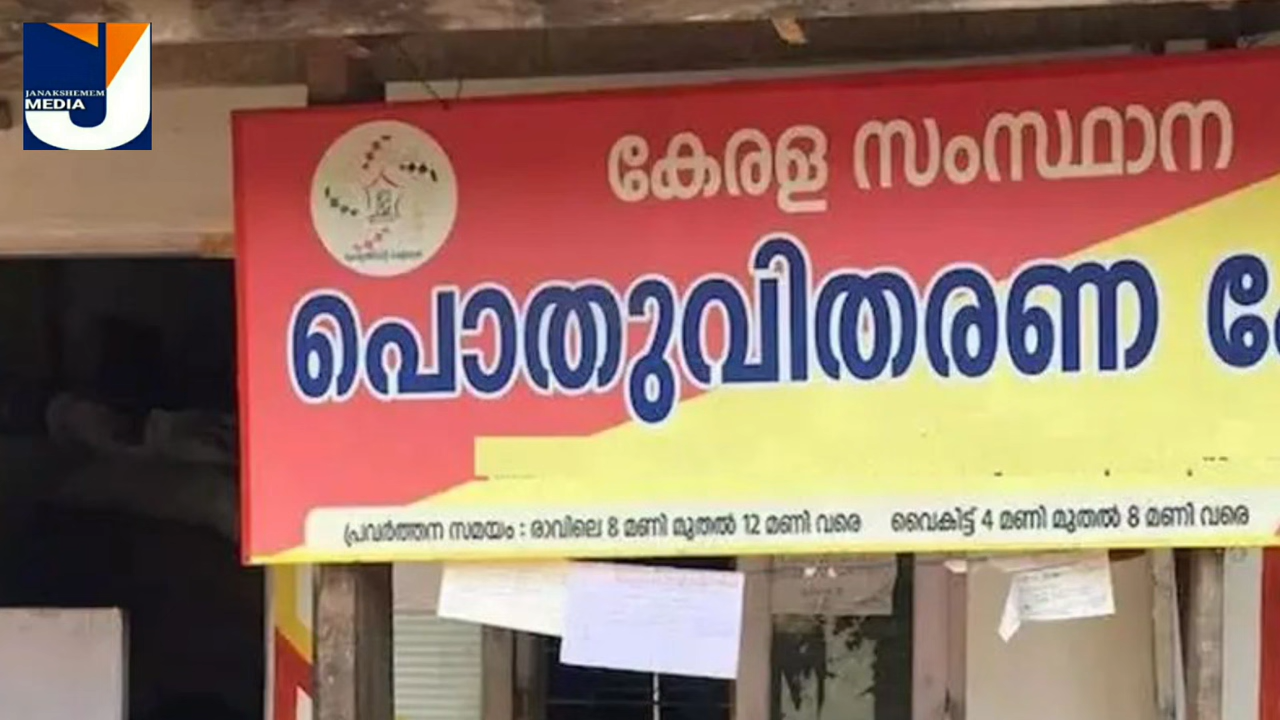 JANAKSHEMEM
MEDIA
കേരള സംസ്ഥാന
പൊതുവിതരണ
പ്രവർത്തന സമയം : രാവിലെ 8 മണി മുതൽ 12 മണി വരെ വൈകിട്ട് 4 മണി മുതൽ 8 മണി വരെ